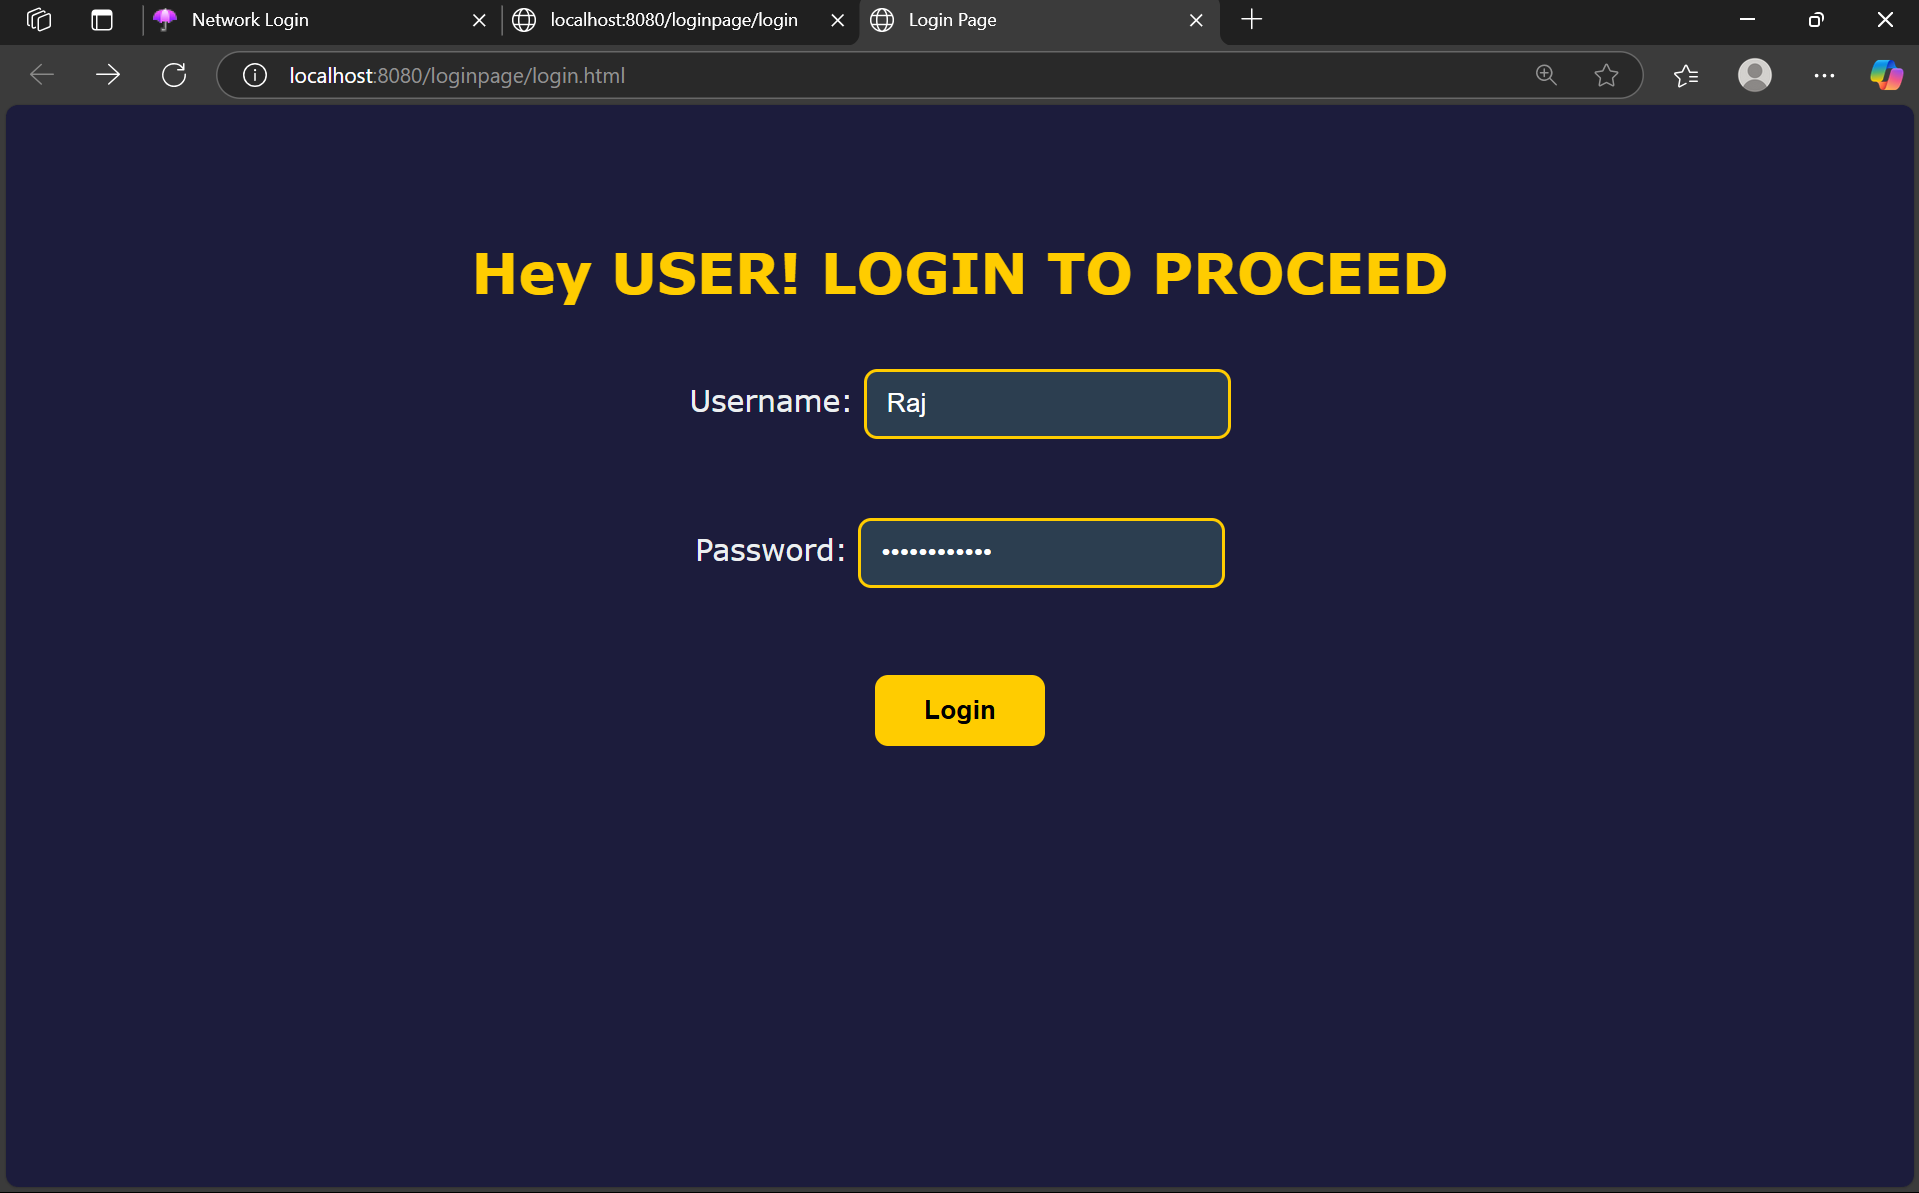 Network Login
localhost:8080/loginpage/login
Login Page
localhost:8080/loginpage/login.html
Hey USER! LOGIN TO PROCEED
Username: Raj
Password: ••••••••••••
Login